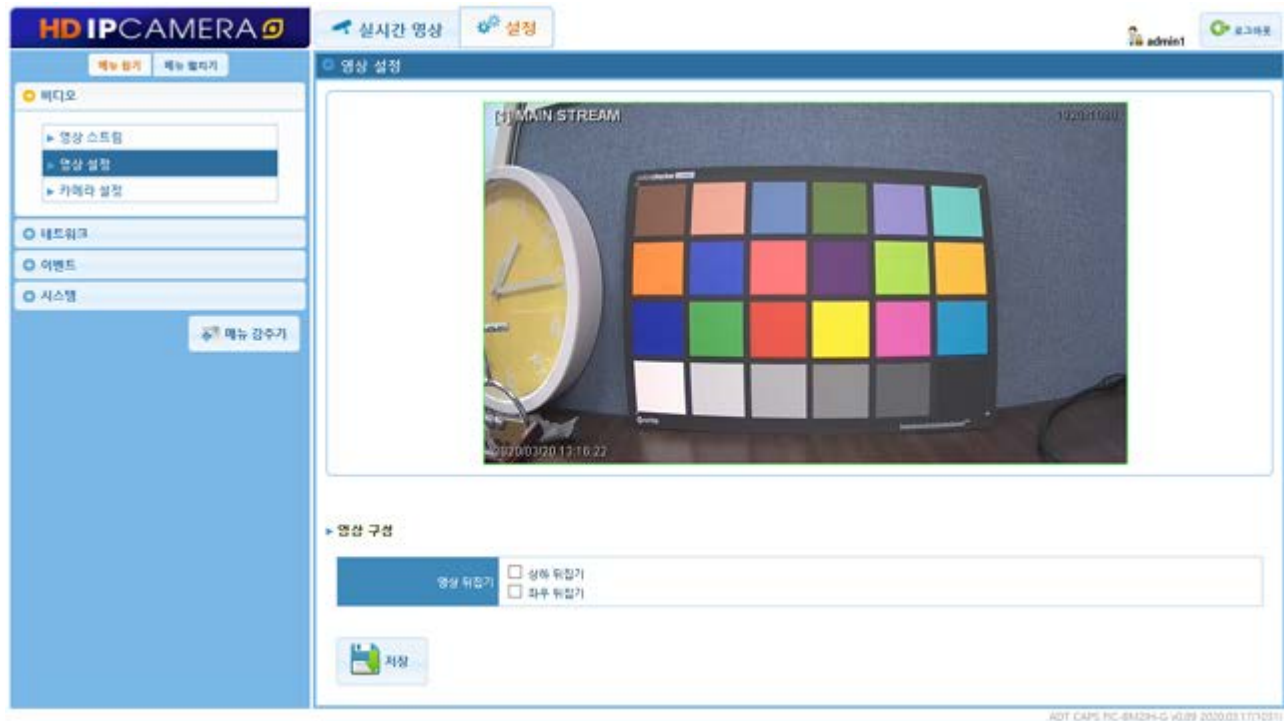 HD IPCAMERA
실시간 영상
설정
admin1
로그아웃
메뉴 접기
메뉴 펼치기
영상 설정
비디오
영상 스트림
영상 설정
카메라 설정
네트워크
이벤트
시스템
메뉴 감추기
MAIN STREAM
2020/03/20 13:16:22
영상 구성
영상 뒤집기
상하 뒤집기
좌우 뒤집기
저장